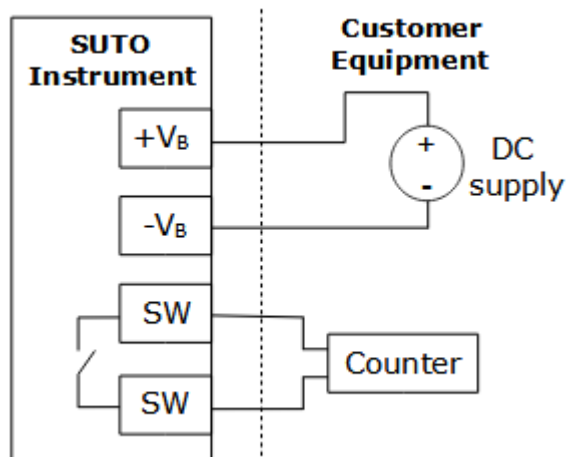 SUTO
Instrument
Customer
Equipment
+VB
+
-
DC
supply
-VB
SW
Counter
SW